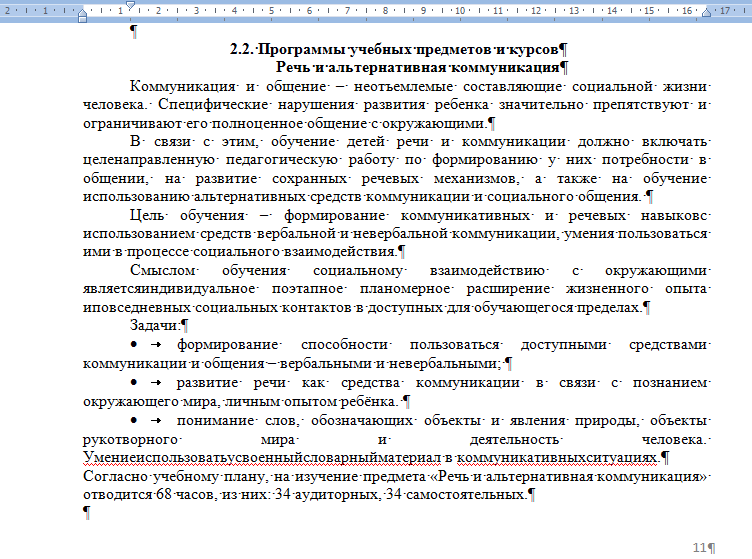 2 1 1 2 3 4 5 6 7 8 9 10 11 12 13 14 15 16 17
¶
2.2. Программы учебных предметов и курсов¶
Речь и альтернативная коммуникация¶
Коммуникация и общение – неотъемлемые составляющие социальной жизни
человека. Специфические нарушения развития ребенка значительно препятствуют и
ограничивают его полноценное общение с окружающими.¶
В связи с этим, обучение детей речи и коммуникации должно включать
целенаправленную педагогическую работу по формированию у них потребности в
общении, на развитие сохранных речевых механизмов, а также на обучение
использованию альтернативных средств коммуникации и социального общения. ¶
Цель обучения – формирование коммуникативных и речевых навыковс
использованием средств вербальной и невербальной коммуникации, умения пользоваться
ими в процессе социального взаимодействия.¶
Смыслом обучения социальному взаимодействию с окружающими
являетсяиндивидуальное поэтапное планомерное расширение жизненного опыта
иповседневных социальных контактов в доступных для обучающегося пределах.¶
Задачи:¶
• → формирование способности пользоваться доступными средствами
коммуникации и общения – вербальными и невербальными; ¶
• → развитие речи как средства коммуникации в связи с познанием
окружающего мира, личным опытом ребёнка. ¶
• → понимание слов, обозначающих объекты и явления природы, объекты
рукотворного мира и деятельность человека.
Умениеиспользоватьусвоенныйсловарныйматериал в коммуникативныхситуациях.¶
Согласно учебному плану, на изучение предмета «Речь и альтернативная коммуникация»
отводится 68 часов, из них: 34 аудиторных, 34 самостоятельных.¶
¶
11¶